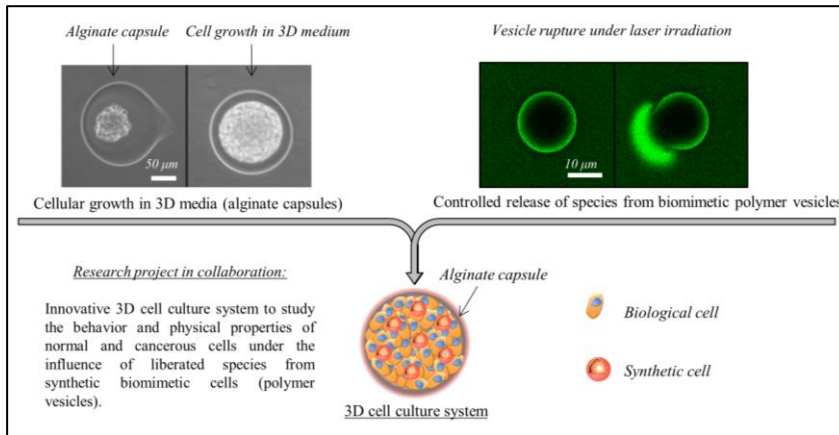 Alginate capsule
Cell growth in 3D medium
50 μm
Cellular growth in 3D media (alginate capsules)
Vesicle rupture under laser irradiation
10 μm
Controlled release of species from biomimetic polymer vesicles
Research project in collaboration:
Innovative 3D cell culture system to study
the behavior and physical properties of
normal and cancerous cells under the
influence of liberated species from
synthetic biomimetic cells (polymer
vesicles).
Alginate capsule
3D cell culture system
Biological cell
Synthetic cell